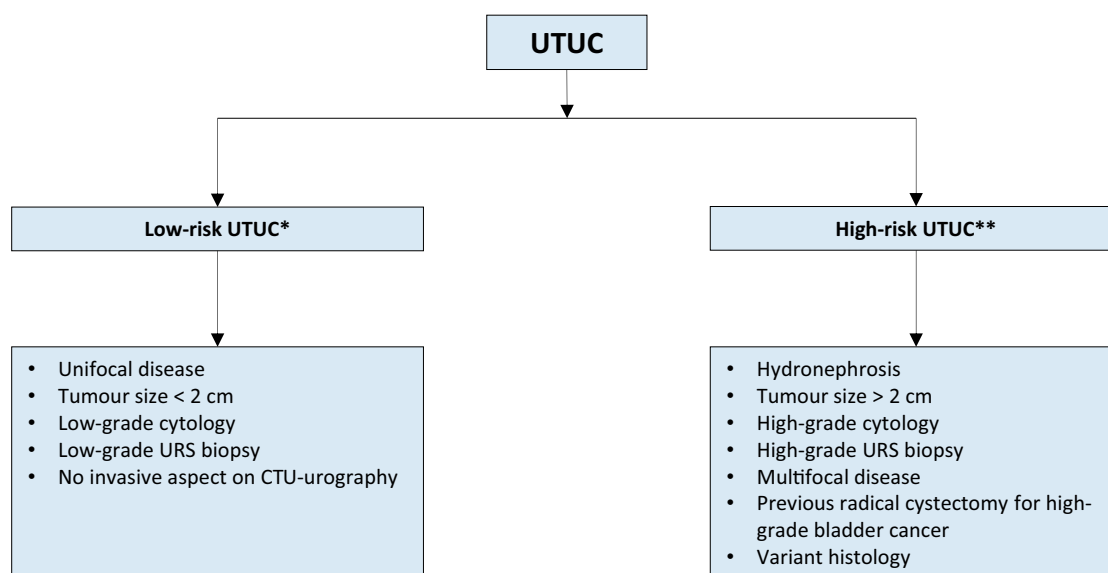 UTUC
Low-risk UTUC*
High-risk UTUC**
• Unifocal disease
• Tumour size < 2 cm
• Low-grade cytology
• Low-grade URS biopsy
• No invasive aspect on CTU-urography
• Hydronephrosis
• Tumour size > 2 cm
• High-grade cytology
• High-grade URS biopsy
• Multifocal disease
• Previous radical cystectomy for high-
grade bladder cancer
• Variant histology